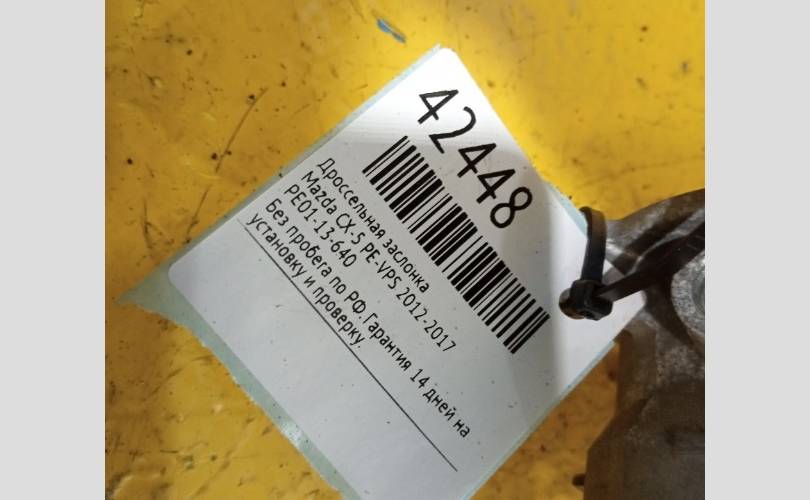 42448
Дроссельная заслонка
Mazda CX-5 PE-VPS 2012-2017
PE01-13-640
Без пробега по РФ. Гарантия 14 дней на
установку и проверку.